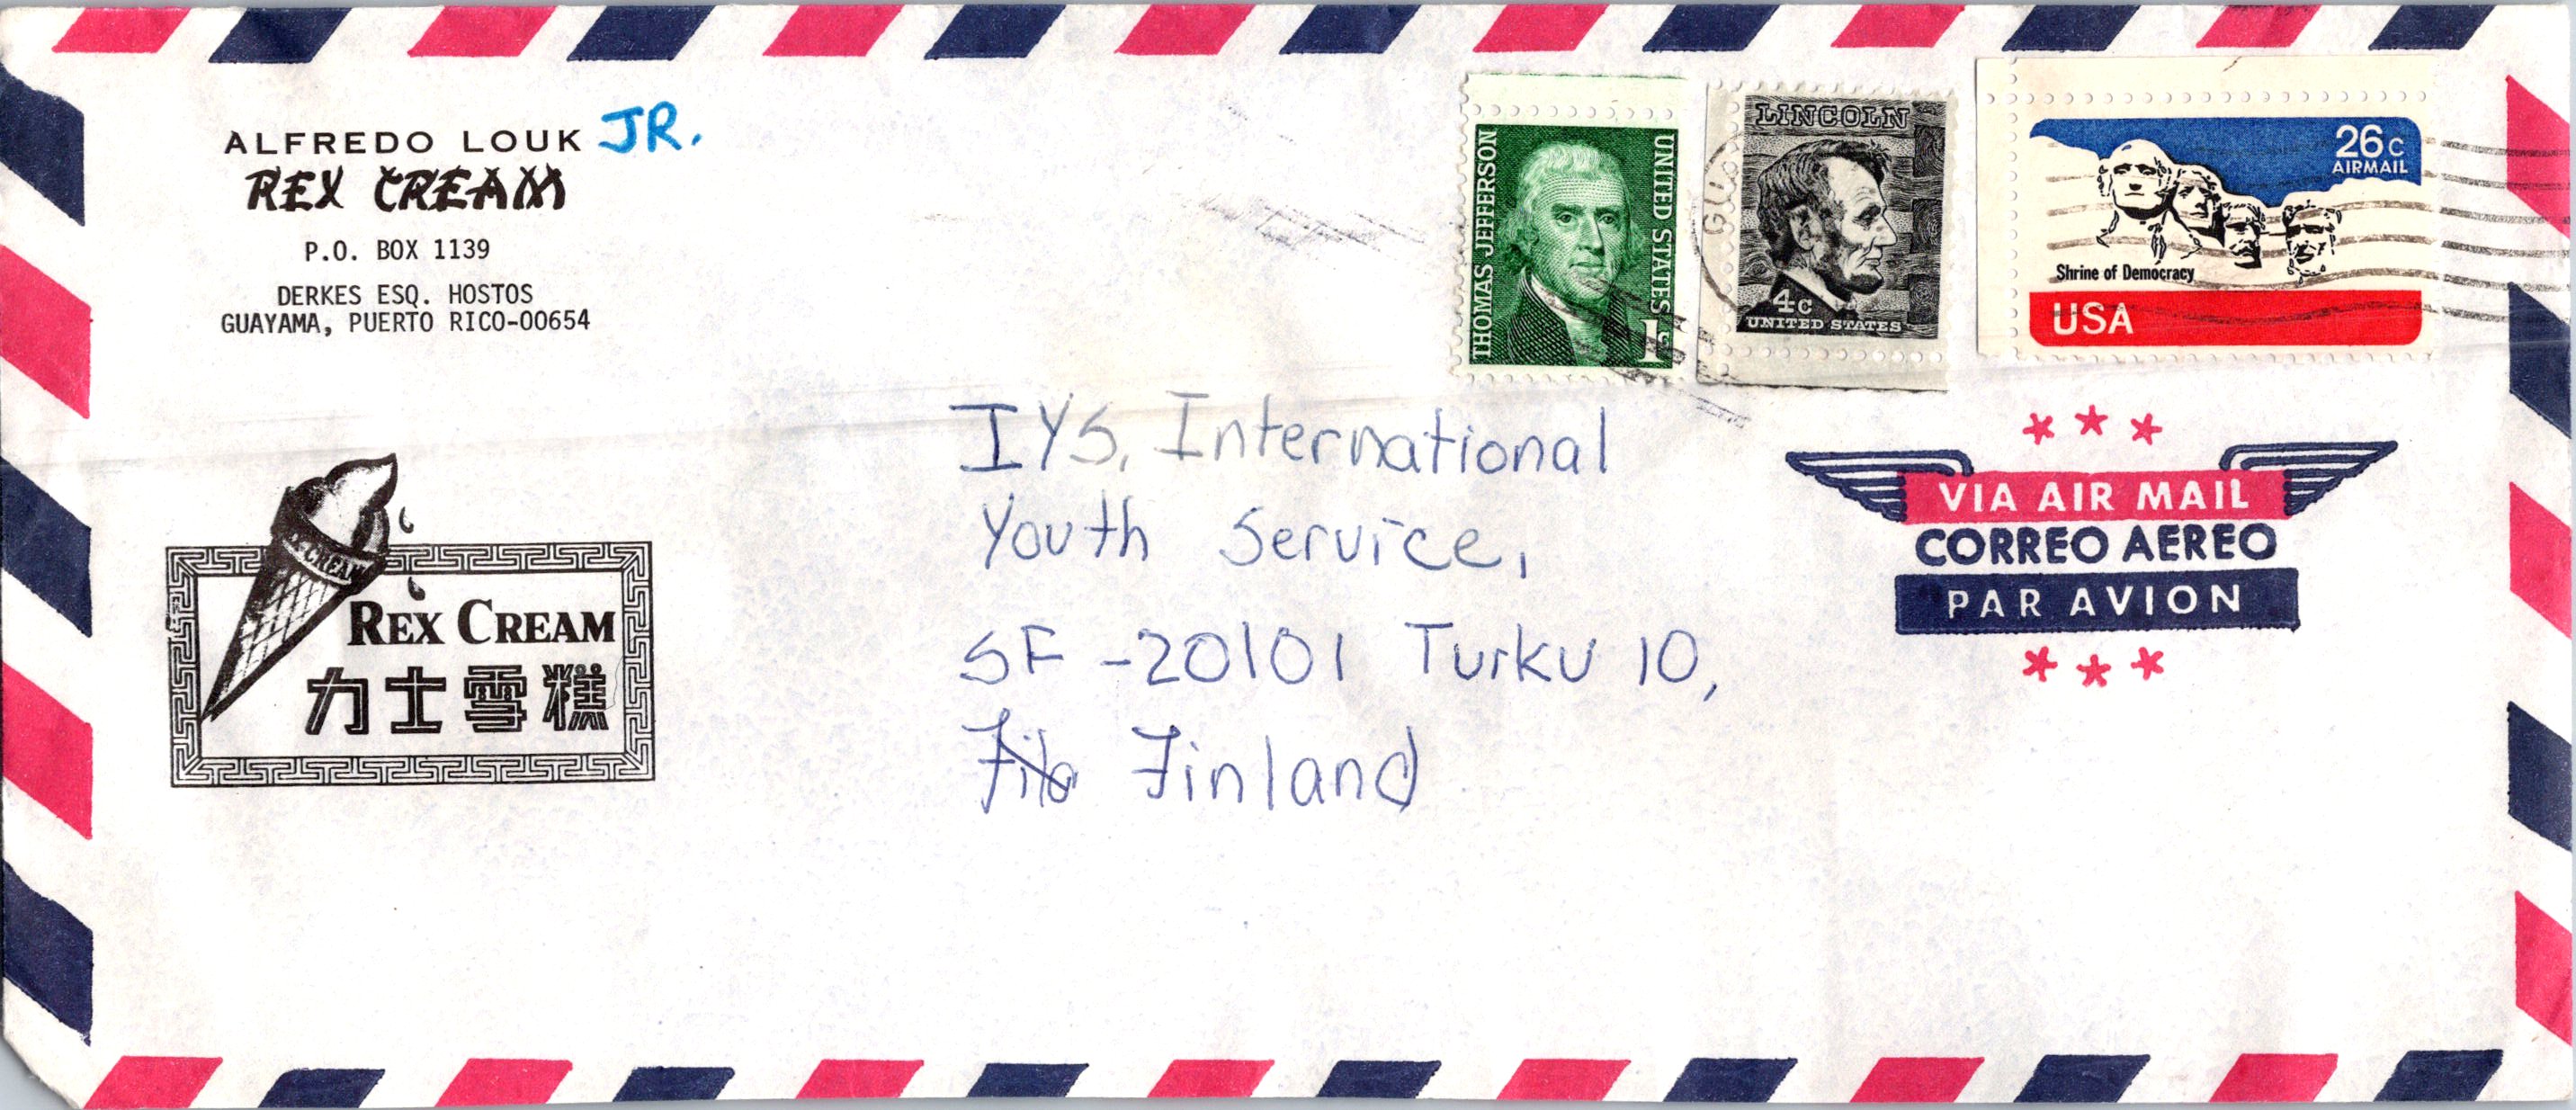 ALFREDO LOUK JR.
REX CREAM
P.O. BOX 1139
DERKES ESQ. HOSTOS
GUAYAMA, PUERTO RICO-00654
THOMAS JEFFERSON
UNITED STATES
1c
LINCOLN
4c
UNITED STATES
26c
AIRMAIL
Shrine of Democracy
USA
CREAM
REX CREAM
力士雪糕
IYS, International
Youth Service,
SF-20101 Turku 10,
Finland
VIA AIR MAIL
CORREO AEREO
PAR AVION